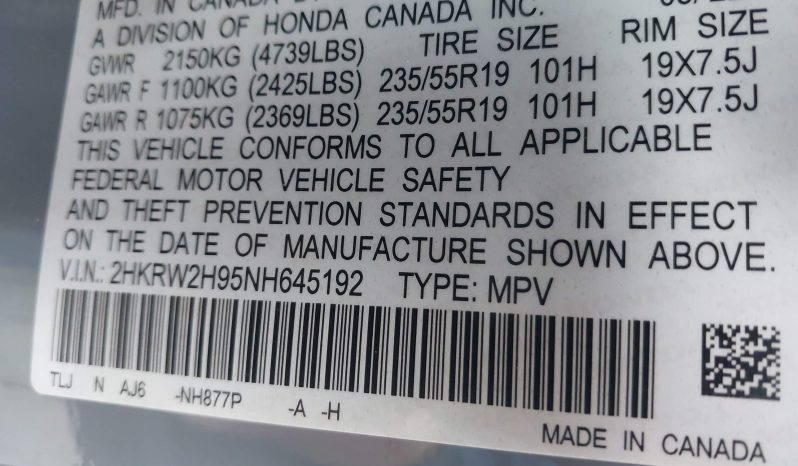 MFD. IN CANADA
A DIVISION OF HONDA CANADA INC.
GVWR 2150KG (4739LBS) TIRE SIZE RIM SIZE
GAWR F 1100KG (2425LBS) 235/55R19 101H 19X7.5J
GAWR R 1075KG (2369LBS) 235/55R19 101H 19X7.5J
THIS VEHICLE CONFORMS TO ALL APPLICABLE
FEDERAL MOTOR VEHICLE SAFETY
AND THEFT PREVENTION STANDARDS IN EFFECT
ON THE DATE OF MANUFACTURE SHOWN ABOVE.
V.I.N.: 2HKRW2H95NH645192 TYPE: MPV
TLJ N AJ6 -NH877P -A -H
MADE IN CANADA